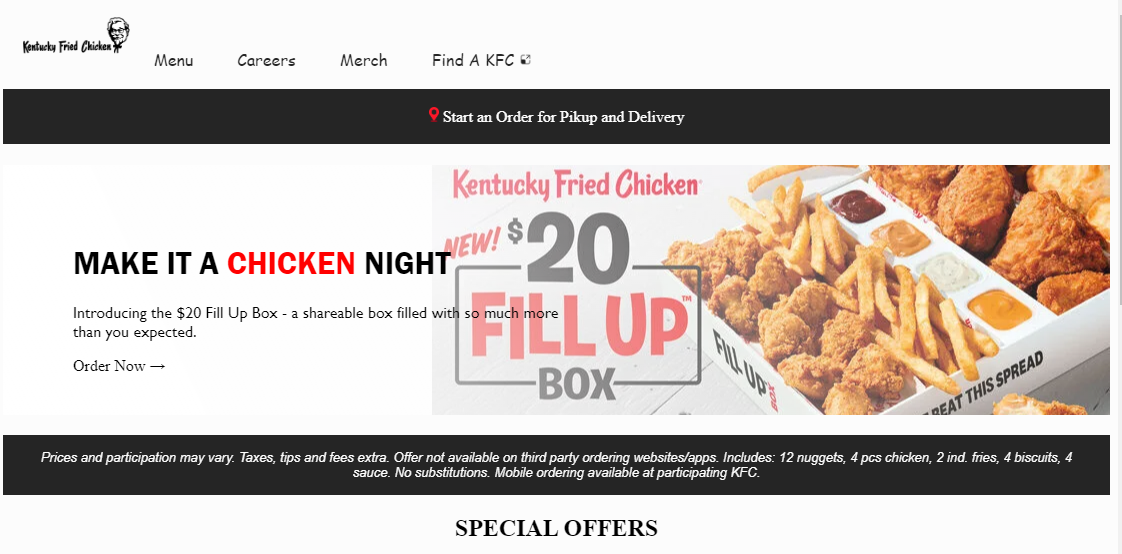 Kentucky Fried Chicken
Menu Careers Merch Find A KFC
Start an Order for Pikup and Delivery
Kentucky Fried Chicken
NEW! $20
FILL UP™
BOX
MAKE IT A CHICKEN NIGHT
Introducing the $20 Fill Up Box - a shareable box filled with so much more
than you expected.
Order Now →
FILL UP BOX
BEAT THIS SPREAD
Prices and participation may vary. Taxes, tips and fees extra. Offer not available on third party ordering websites/apps. Includes: 12 nuggets, 4 pcs chicken, 2 ind. fries, 4 biscuits, 4
sauce. No substitutions. Mobile ordering available at participating KFC.
SPECIAL OFFERS